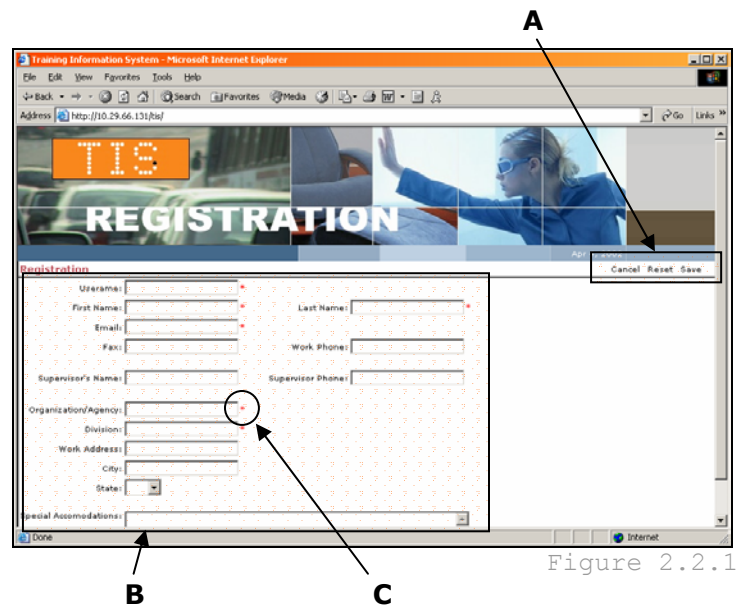 A
Training Information System - Microsoft Internet Explorer
File Edit View Favorites Tools Help
Back Search Favorites Media
Address http://10.29.66.131/tis/ Go Links »
TIS
REGISTRATION
Registration Cancel Reset Save
Username: *
First Name: * Last Name: *
Email: *
Fax: Work Phone:
Supervisor's Name: Supervisor Phone:
Organization/Agency: *
Division: *
Work Address:
City:
State:
Special Accomodations:
Done Internet
Figure 2.2.1
B C